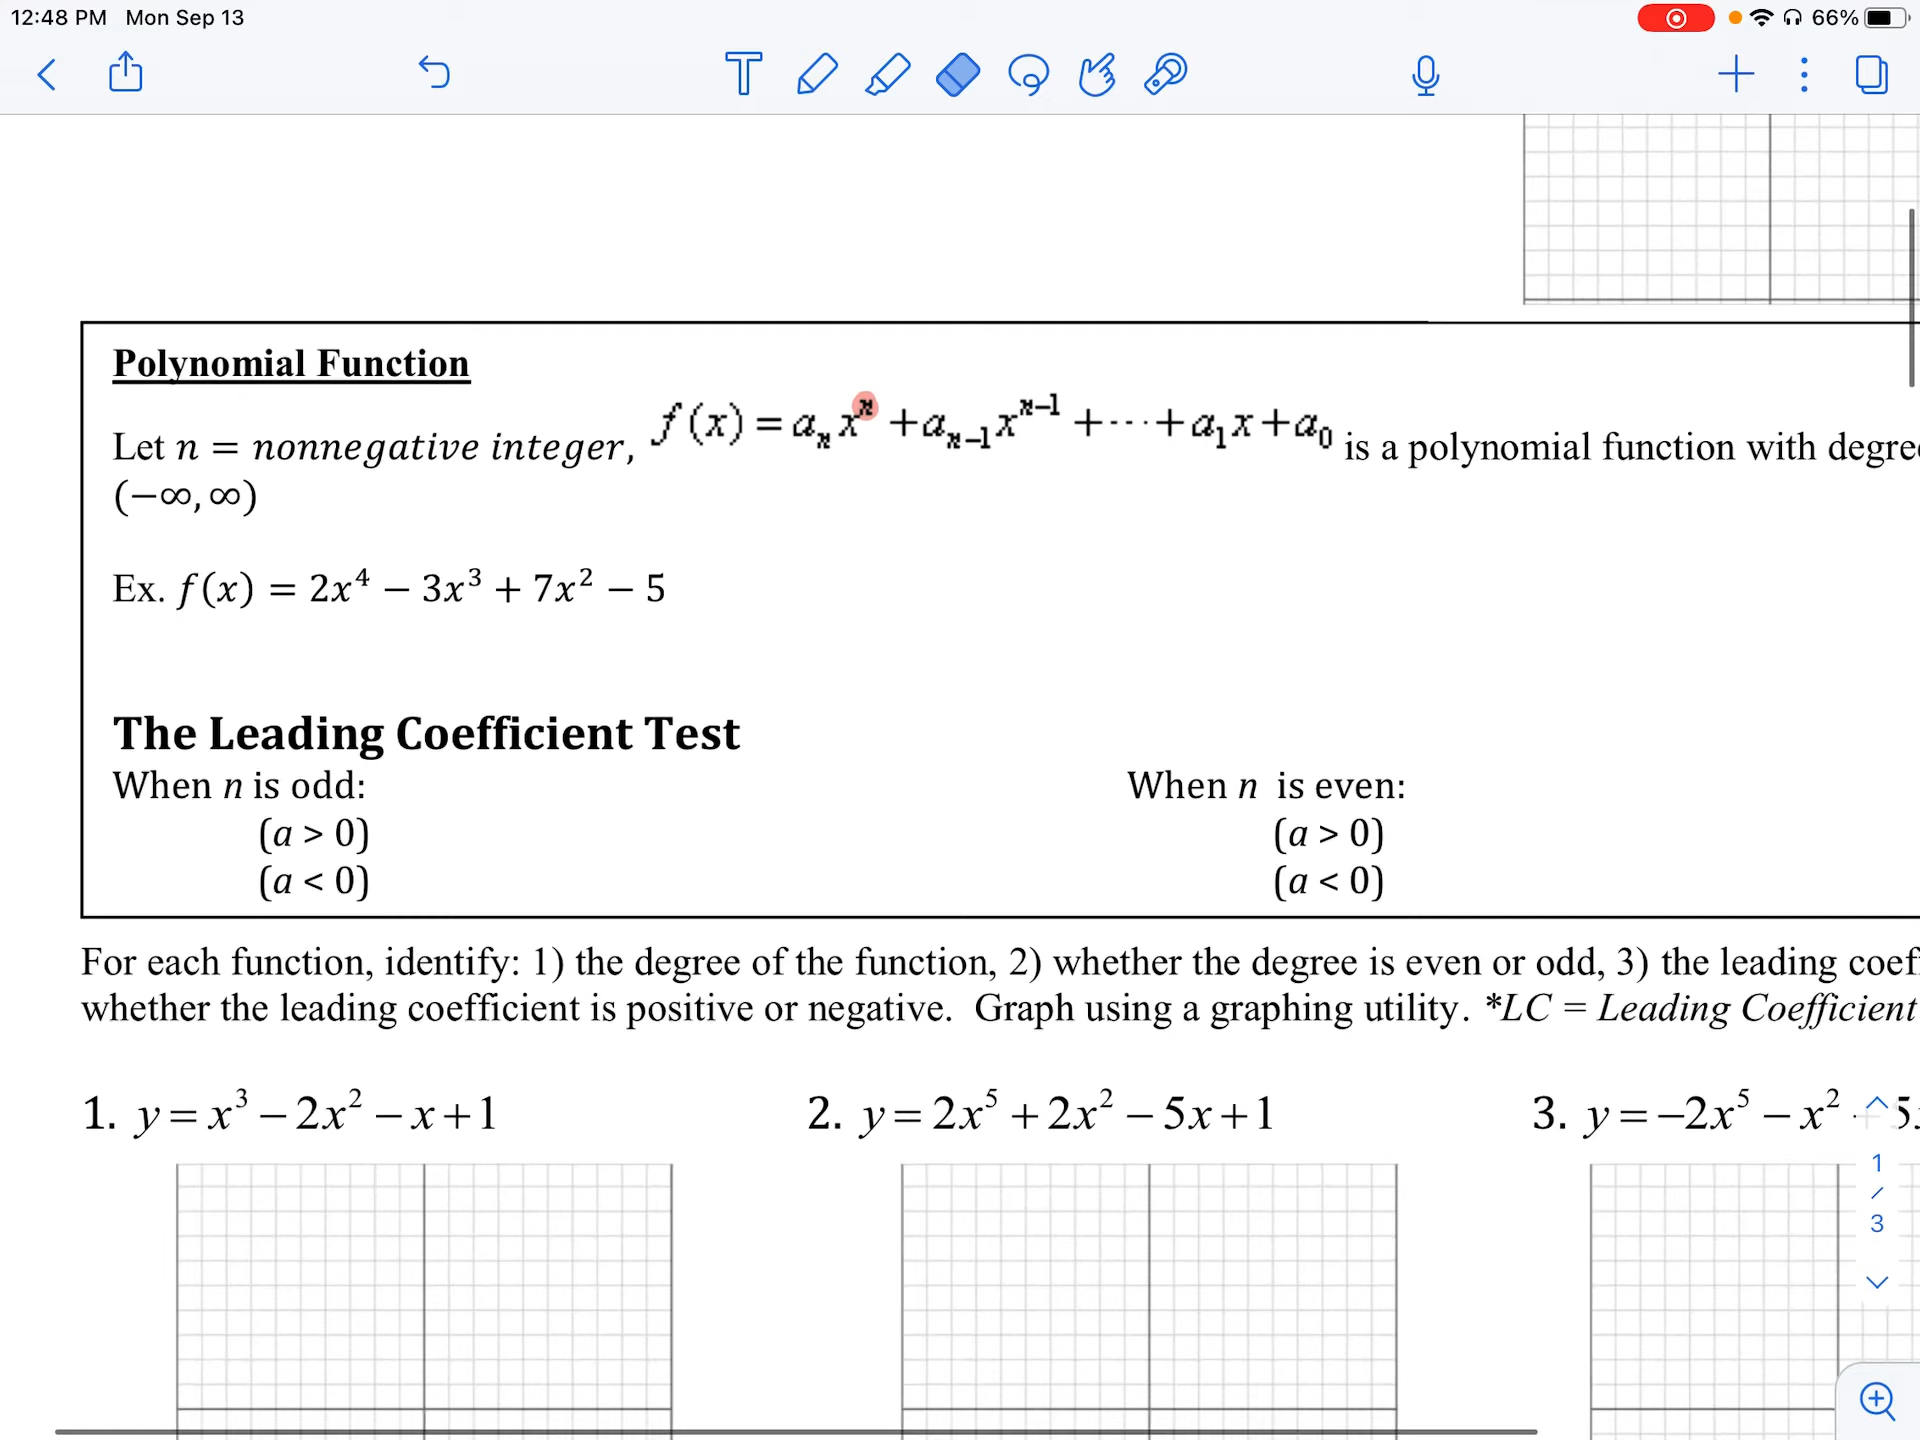 12:48 PM Mon Sep 13
66%
T
Polynomial Function
Let n = nonnegative integer, f(x) = aₙxⁿ + aₙ₋₁xⁿ⁻¹ + ⋯ + a₁x + a₀ is a polynomial function with
(−∞, ∞)
Ex. f(x) = 2x⁴ − 3x³ + 7x² − 5
The Leading Coefficient Test
When n is odd:
(a > 0)
(a < 0)
When n is even:
(a > 0)
(a < 0)
For each function, identify: 1) the degree of the function, 2) whether the degree is even or odd, 3) the leading
whether the leading coefficient is positive or negative. Graph using a graphing utility. *LC = Leading Coefficient
1. y = x³ − 2x² − x + 1
2. y = 2x⁵ + 2x² − 5x + 1
3. y = −2x⁵ − x² + 5
1
/
3